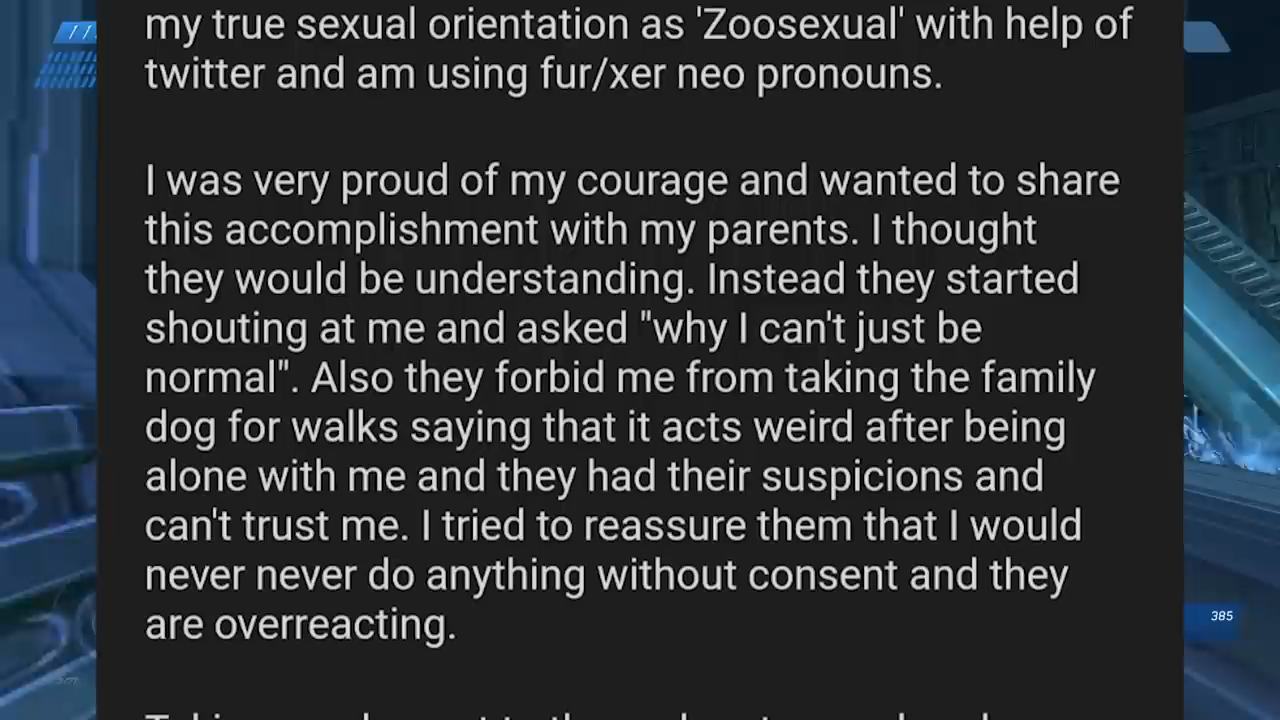 my true sexual orientation as 'Zoosexual' with help of
twitter and am using fur/xer neo pronouns.
I was very proud of my courage and wanted to share
this accomplishment with my parents. I thought
they would be understanding. Instead they started
shouting at me and asked "why I can't just be
normal". Also they forbid me from taking the family
dog for walks saying that it acts weird after being
alone with me and they had their suspicions and
can't trust me. I tried to reassure them that I would
never never do anything without consent and they
are overreacting.
385